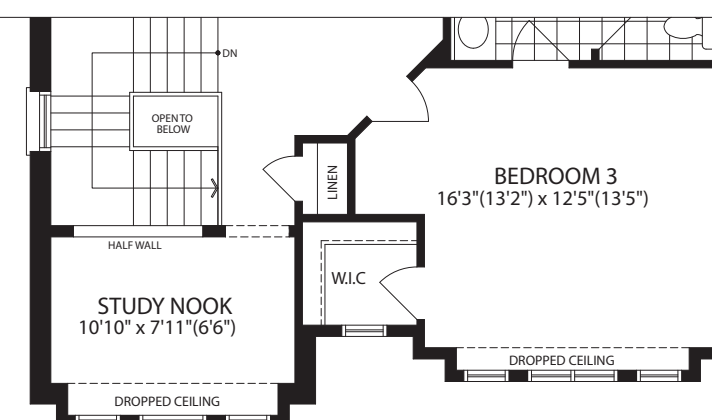 DN
OPEN TO
BELOW
LINEN
BEDROOM 3
16'3"(13'2") x 12'5"(13'5")
HALF WALL
W.I.C
STUDY NOOK
10'10" x 7'11"(6'6")
DROPPED CEILING
DROPPED CEILING